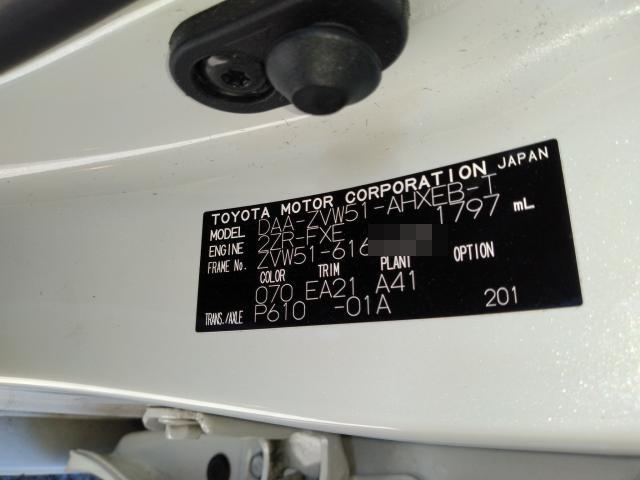 TOYOTA MOTOR CORPORATION JAPAN
MODEL DAA-ZVW51-AHXEB-T
ENGINE 2ZR-FXE 1797 mL
FRAME No. ZVW51-616
COLOR TRIM PLANT OPTION
070 EA21 A41
TRANS./AXLE P610 -01A 201